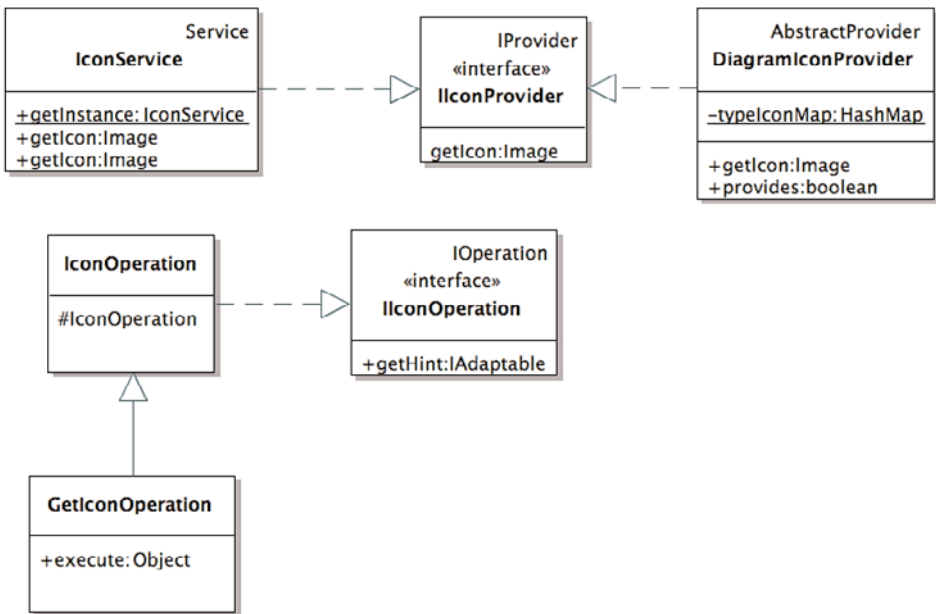 Service
IconService
+getInstance:IconService
+getIcon:Image
+getIcon:Image
IProvider
«interface»
IIconProvider
getIcon:Image
AbstractProvider
DiagramIconProvider
-typeIconMap:HashMap
+getIcon:Image
+provides:boolean
IconOperation
#IconOperation
IOperation
«interface»
IIconOperation
+getHint:IAdaptable
GetIconOperation
+execute:Object